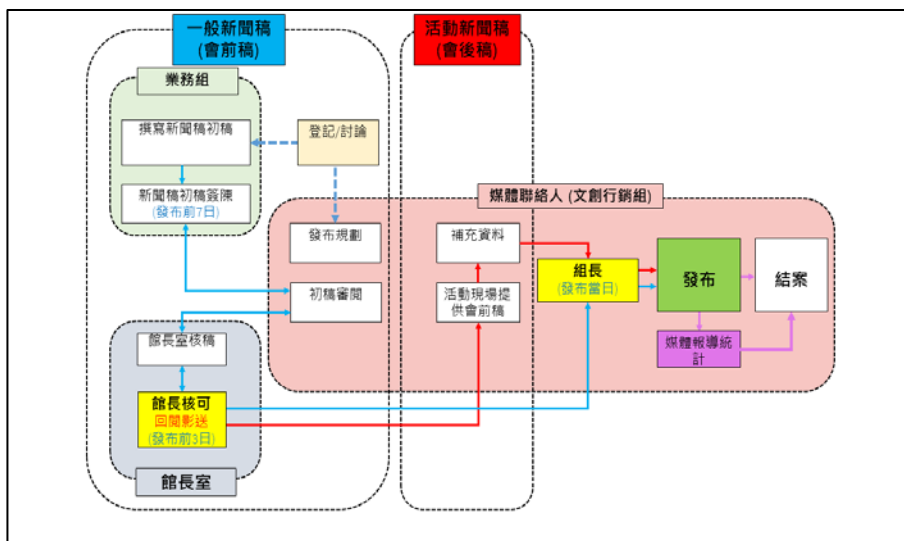 一般新聞稿
(會前稿)
活動新聞稿
(會後稿)
業務組
撰寫新聞稿初稿
登記/討論
新聞稿初稿簽陳
(發布前7日)
媒體聯絡人 (文創行銷組)
發布規劃
補充資料
組長
(發布當日)
發布
結案
初稿審閱
活動現場提
供會前稿
館長室核稿
媒體報導統
計
館長核可
回閱影送
(發布前3日)
館長室